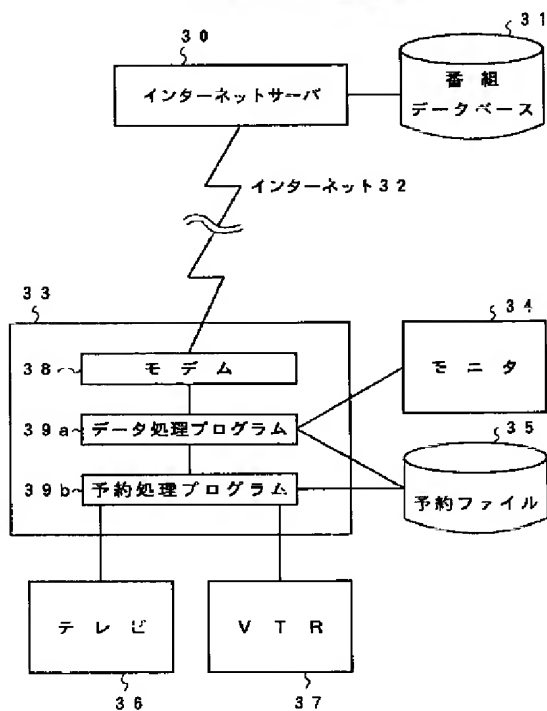 30
31
インターネットサーバ
番組
データベース
インターネット32
33
34
38
モデム
モニタ
39a
データ処理プログラム
35
39b
予約処理プログラム
予約ファイル
テレビ
VTR
36
37